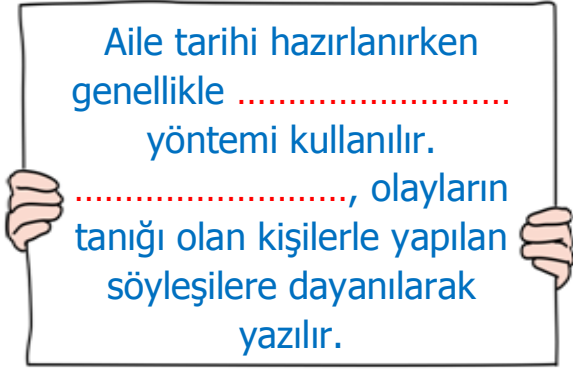 Aile tarihi hazırlanırken
genellikle ...........................
yöntemi kullanılır.
..........................., olayların
tanığı olan kişilerle yapılan
söyleşilere dayanılarak
yazılır.